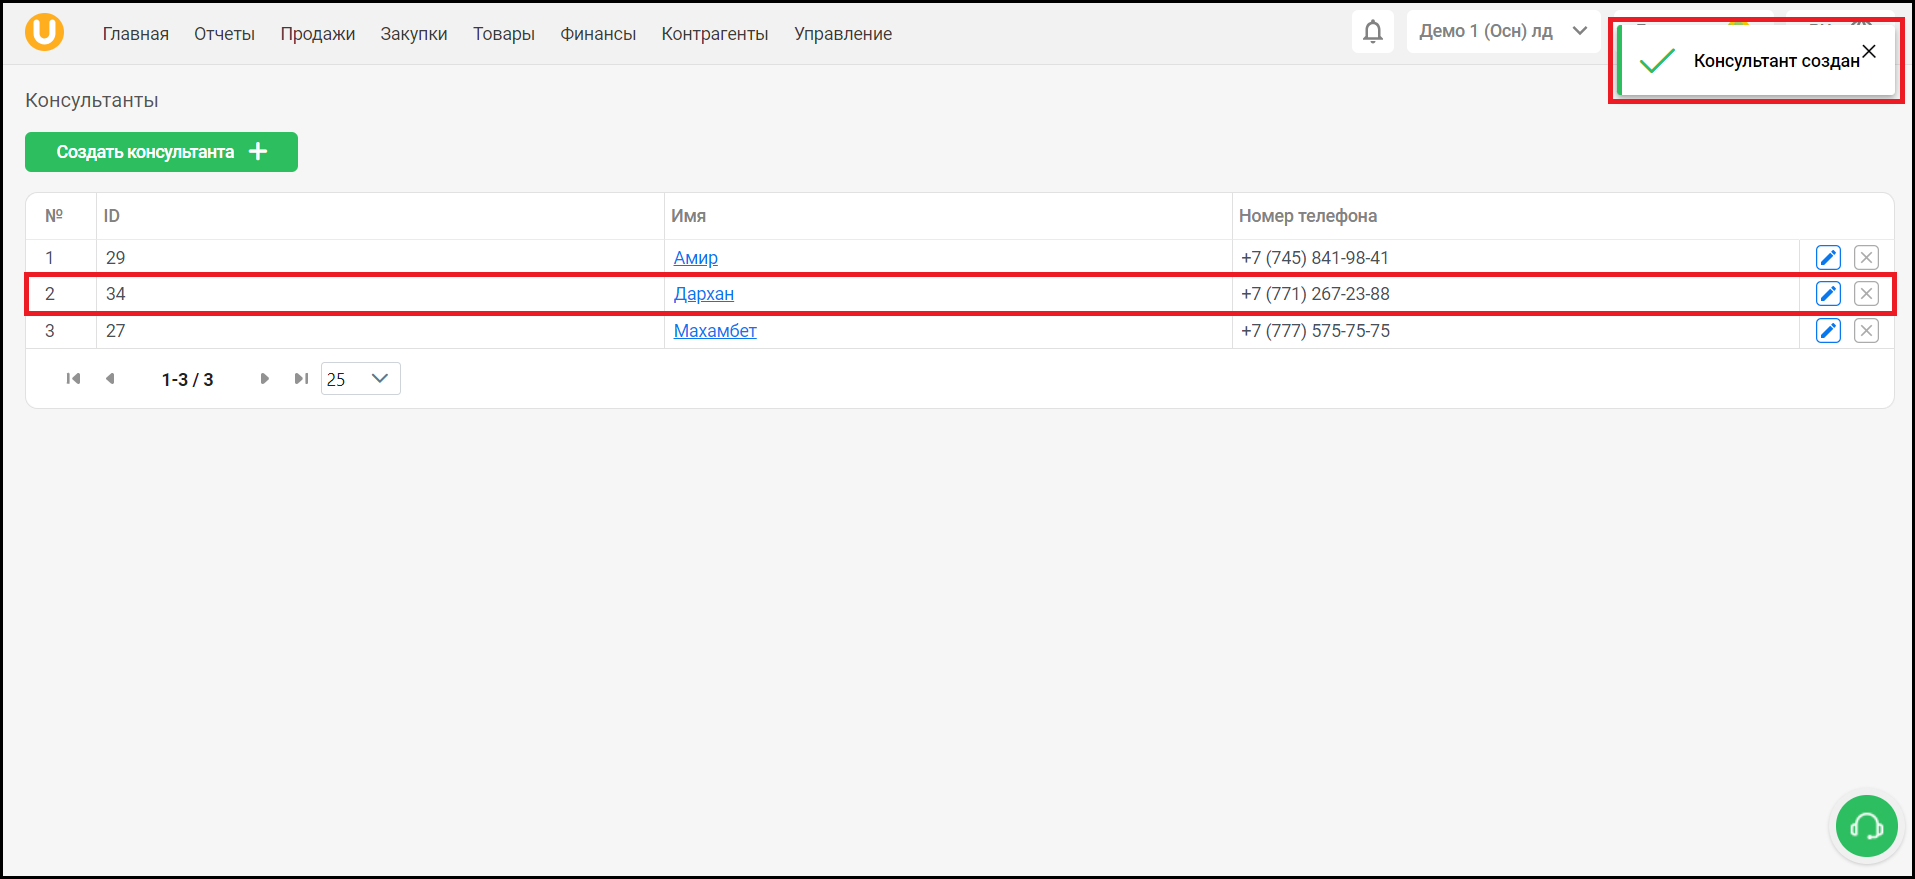 U Главная Отчеты Продажи Закупки Товары Финансы Контрагенты Управление Демо 1 (Осн) лд
Консультант создан
Консультанты
Создать консультанта
№ ID Имя Номер телефона
1 29 Амир +7 (745) 841-98-41
2 34 Дархан +7 (771) 267-23-88
3 27 Махамбет +7 (777) 575-75-75
1-3 / 3 25